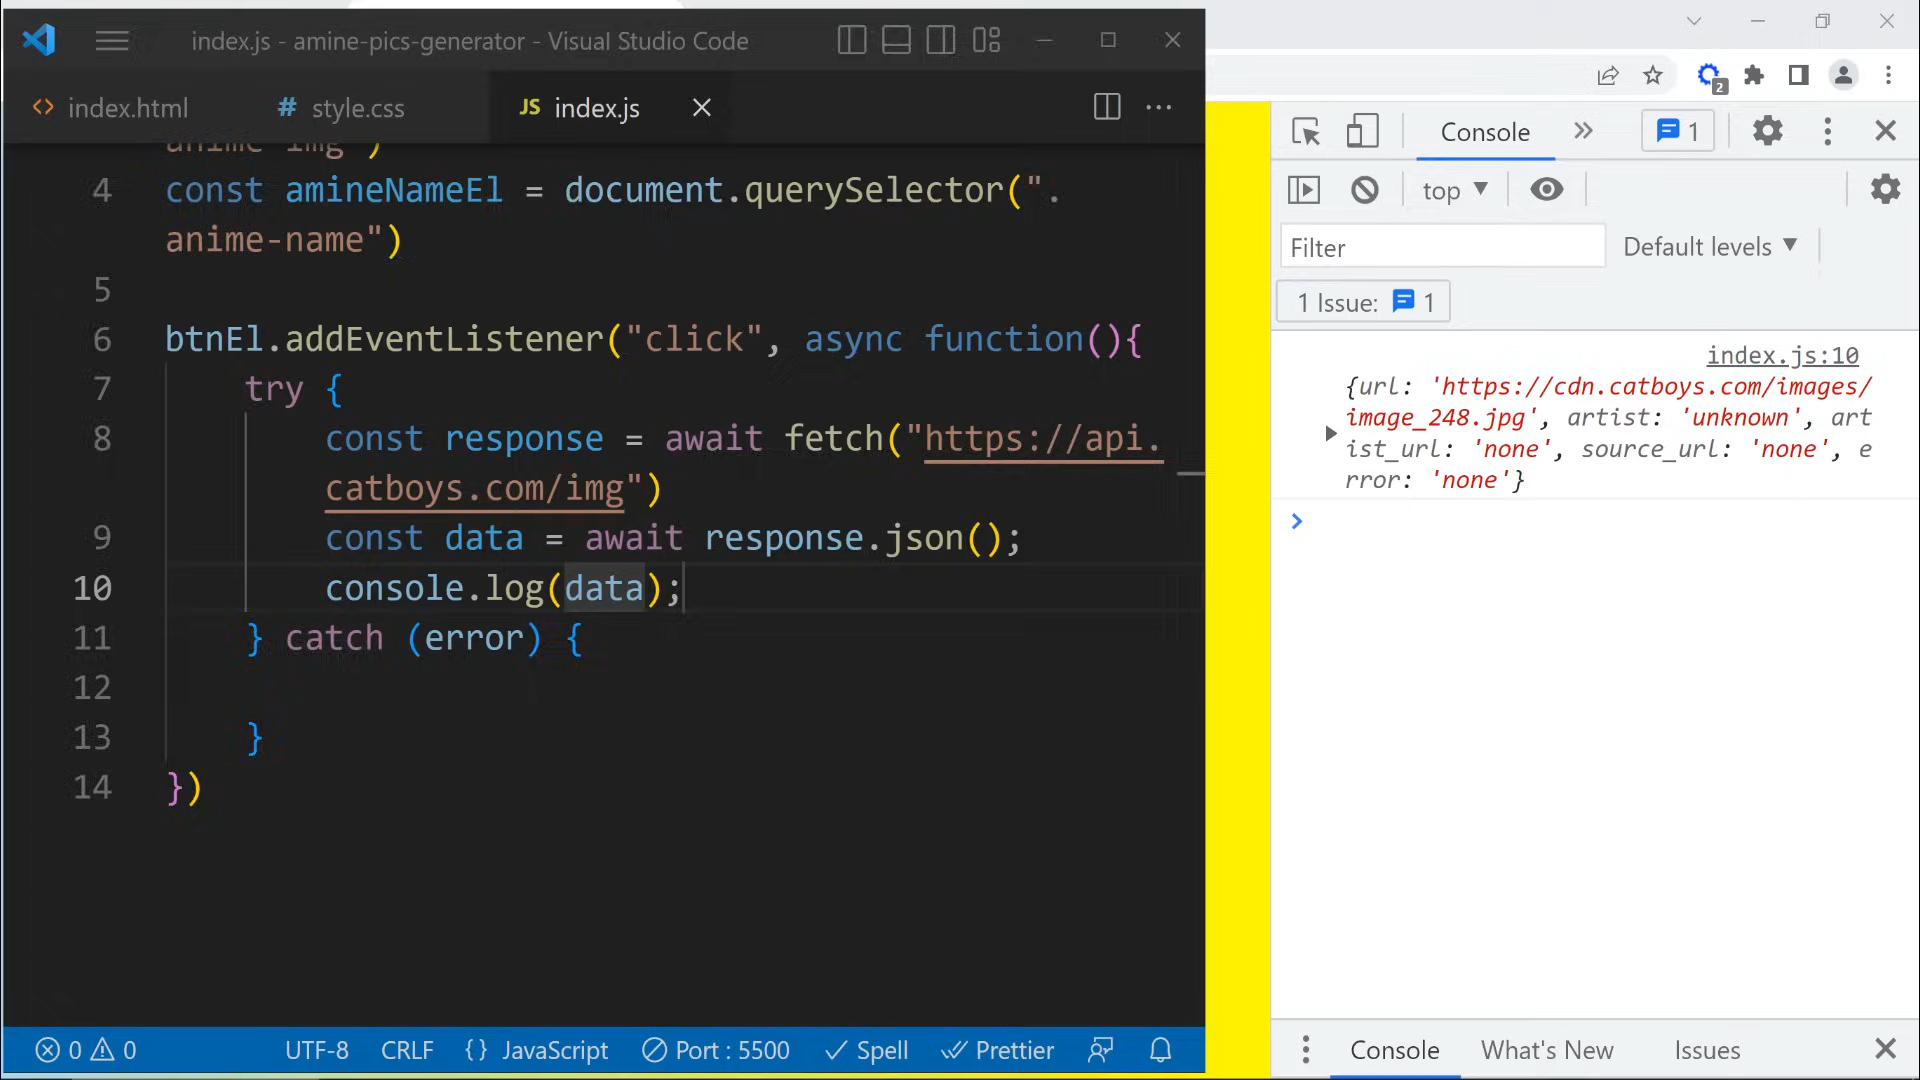 index.js - amine-pics-generator - Visual Studio Code
index.html
# style.css
JS index.js
anime-img")
4 const amineNameEl = document.querySelector(".
anime-name")
5
6 btnEl.addEventListener("click", async function(){
7 try {
8 const response = await fetch("https://api.
catboys.com/img")
9 const data = await response.json();
10 console.log(data);
11 } catch (error) {
12
13 }
14 })
0 0 UTF-8 CRLF {} JavaScript Port : 5500 Spell Prettier
2
Console 1
top
Filter Default levels
1 Issue: 1
index.js:10
{url: 'https://cdn.catboys.com/images/
image_248.jpg', artist: 'unknown', art
ist_url: 'none', source_url: 'none', e
rror: 'none'}
Console What's New Issues